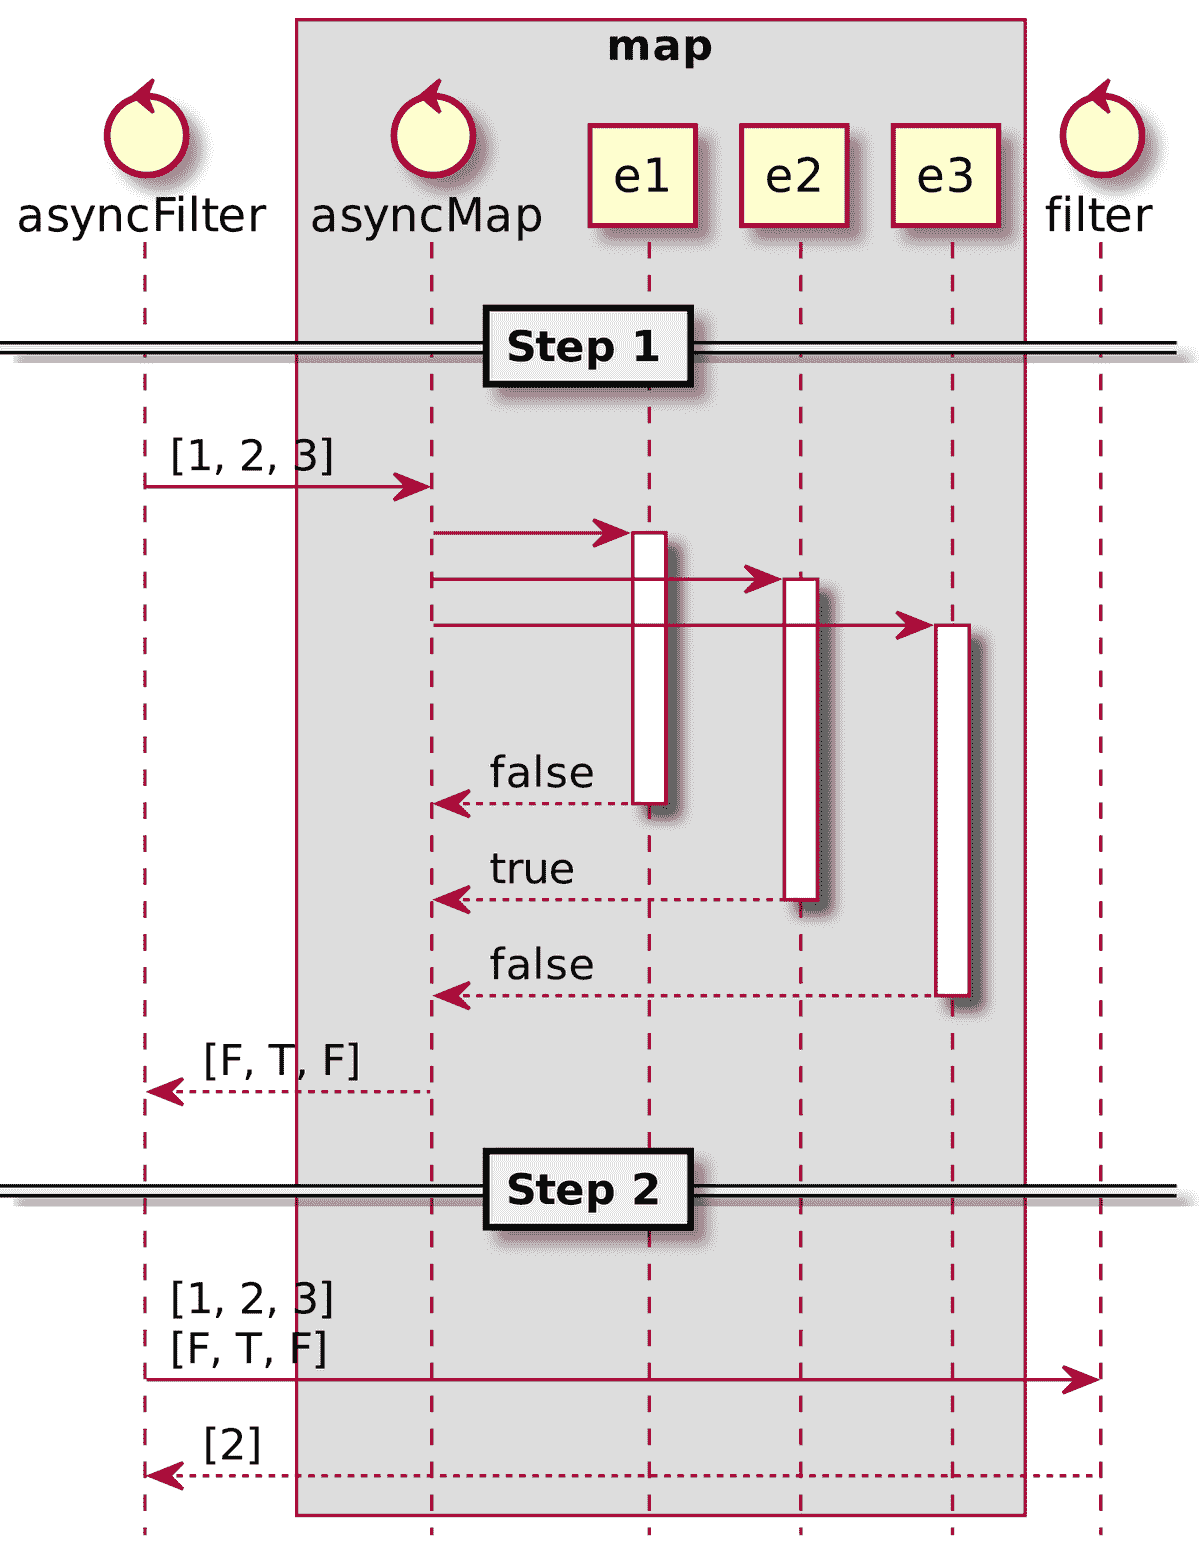 map
asyncFilter
asyncMap
e1
e2
e3
filter
Step 1
[1, 2, 3]
false
true
false
[F, T, F]
Step 2
[1, 2, 3]
[F, T, F]
[2]